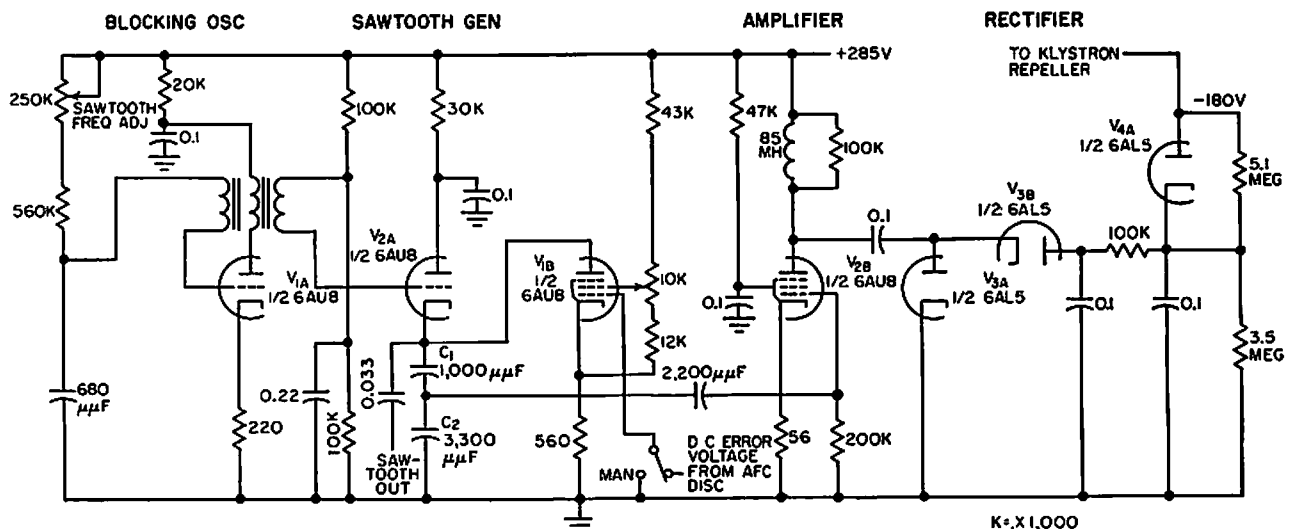 BLOCKING OSC
SAWTOOTH GEN
AMPLIFIER
RECTIFIER
TO KLYSTRON
REPELLER
+285V
-180V
250K
SAWTOOTH
FREQ ADJ
20K
0.1
100K
30K
0.1
43K
47K
85
MH
100K
V4A
1/2 6AL5
5.1
MEG
560K
V1A
1/2 6AU8
V2A
1/2 6AU8
V1B
1/2
6AU8
10K
12K
0.1
0.1
V2B
1/2 6AU8
V3B
1/2 6AL5
V3A
1/2 6AL5
100K
0.1
0.1
3.5
MEG
680
μμF
220
0.22
100K
0.033
C1
1,000 μμF
C2
3,300
μμF
SAW-
TOOTH
OUT
2,200μμF
560
MAN
D C ERROR
VOLTAGE
FROM AFC
DISC
56
200K
K=,X 1,000